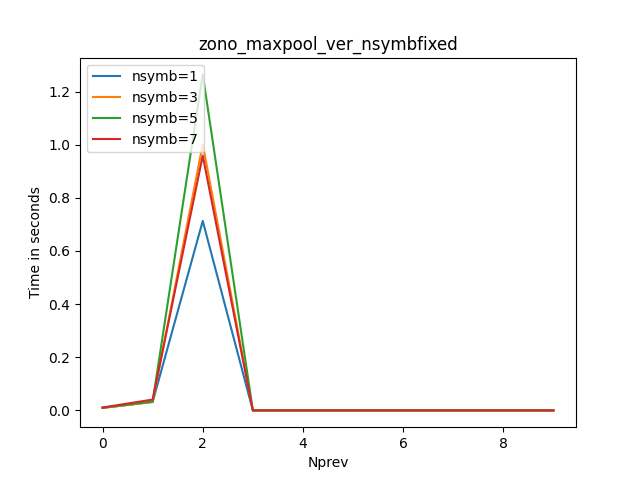 zono_maxpool_ver_nsymbfixed
nsymb=1
nsymb=3
nsymb=5
nsymb=7
Time in seconds
1.2
1.0
0.8
0.6
0.4
0.2
0.0
0 2 4 6 8
Nprev